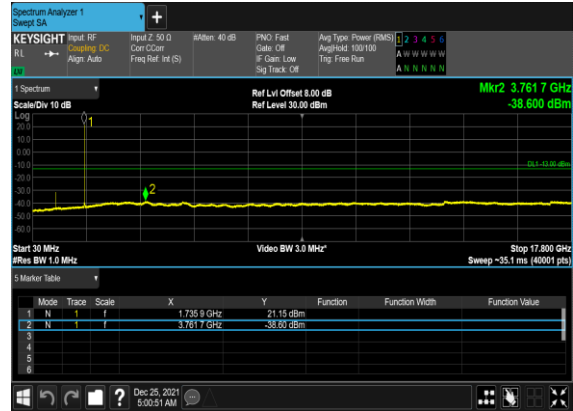 Spectrum Analyzer 1
Swept SA
+
KEYSIGHT Input: RF Input Z: 50 Ω #Atten: 40 dB PNO: Fast Avg Type: Power (RMS) 1 2 3 4 5 6
RL Coupling: DC Corr CCorr Gate: Off Avg|Hold: 100/100 A W W W W W
Align: Auto Freq Ref: Int (S) IF Gain: Low Trig: Free Run
LW Sig Track: Off A N N N N N
1 Spectrum Ref Lvl Offset 8.00 dB Mkr2 3.761 7 GHz
Scale/Div 10 dB Ref Level 30.00 dBm -38.600 dBm
Log
20.0
10.0
0.00
-10.0
-20.0
-30.0
-40.0
-50.0
-60.0
1
2
DL1 -13.00 dBm
Start 30 MHz Video BW 3.0 MHz* Stop 17.800 GHz
#Res BW 1.0 MHz Sweep ~35.1 ms (40001 pts)
5 Marker Table
Mode Trace Scale X Y Function Function Width Function Value
1 N 1 f 1.735 9 GHz 21.15 dBm
2 N 1 f 3.761 7 GHz -38.60 dBm
3
4
5
6
? Dec 25, 2021
5:00:51 AM